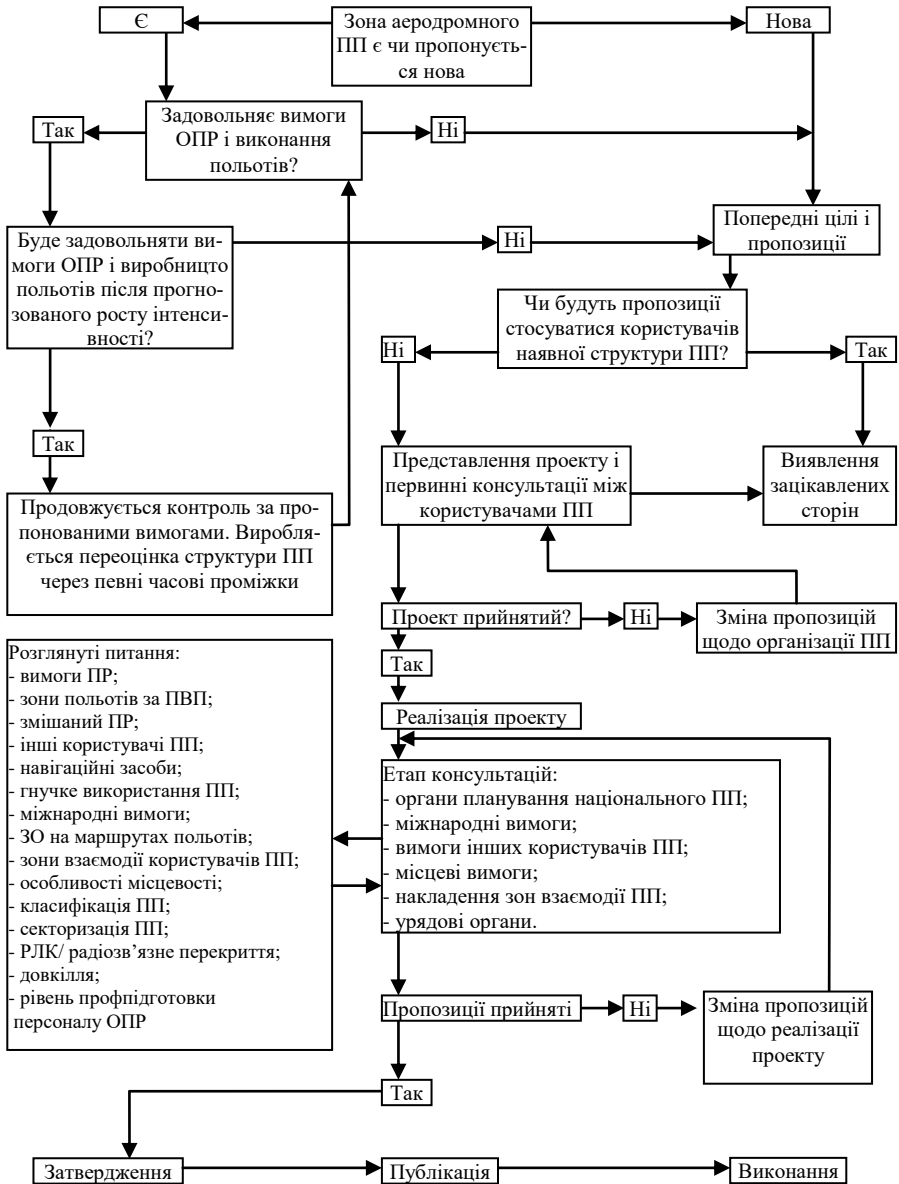 Є
Зона аеродромного
ПП є чи пропонуєть-
ся нова
Нова
Задовольняє вимоги
ОПР і виконання
польотів?
Так
Ні
Буде задовольняти ви-
моги ОПР і виробницто
польотів після прогно-
зованого росту інтенси-
вності?
Ні
Попередні цілі і
пропозиції
Чи будуть пропозиції
стосуватися користувачів
наявної структури ПП?
Ні
Так
Так
Представлення проекту і
первинні консультації між
користувачами ПП
Виявлення
зацікавлених
сторін
Продовжується контроль за про-
понованими вимогами. Виробля-
ється переоцінка структури ПП
через певні часові проміжки
Проект прийнятий?
Ні
Зміна пропозицій
щодо організації ПП
Так
Реалізація проекту
Розглянуті питання:
- вимоги ПР;
- зони польотів за ПВП;
- змішаний ПР;
- інші користувачі ПП;
- навігаційні засоби;
- гнучке використання ПП;
- міжнародні вимоги;
- ЗО на маршрутах польотів;
- зони взаємодії користувачів ПП;
- особливості місцевості;
- класифікація ПП;
- секторизація ПП;
- РЛК/ радіозв’язне перекриття;
- довкілля;
- рівень профпідготовки
персоналу ОПР
Етап консультацій:
- органи планування національного ПП;
- міжнародні вимоги;
- вимоги інших користувачів ПП;
- місцеві вимоги;
- накладення зон взаємодії ПП;
- урядові органи.
Пропозиції прийняті
Ні
Зміна пропозицій
щодо реалізації
проекту
Так
Затвердження
Публікація
Виконання